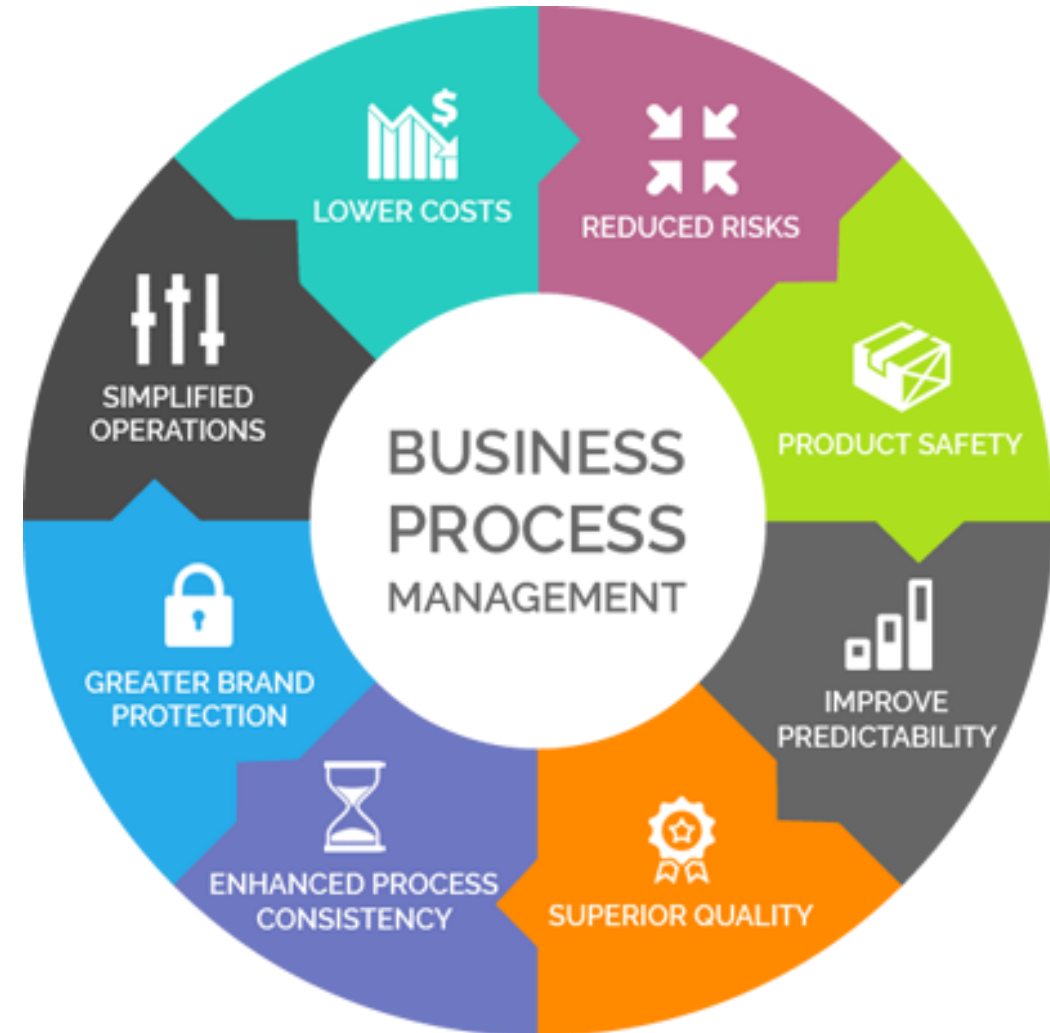 BUSINESS
PROCESS
MANAGEMENT
LOWER COSTS
REDUCED RISKS
PRODUCT SAFETY
IMPROVE
PREDICTABILITY
SUPERIOR QUALITY
ENHANCED PROCESS
CONSISTENCY
GREATER BRAND
PROTECTION
SIMPLIFIED
OPERATIONS
$